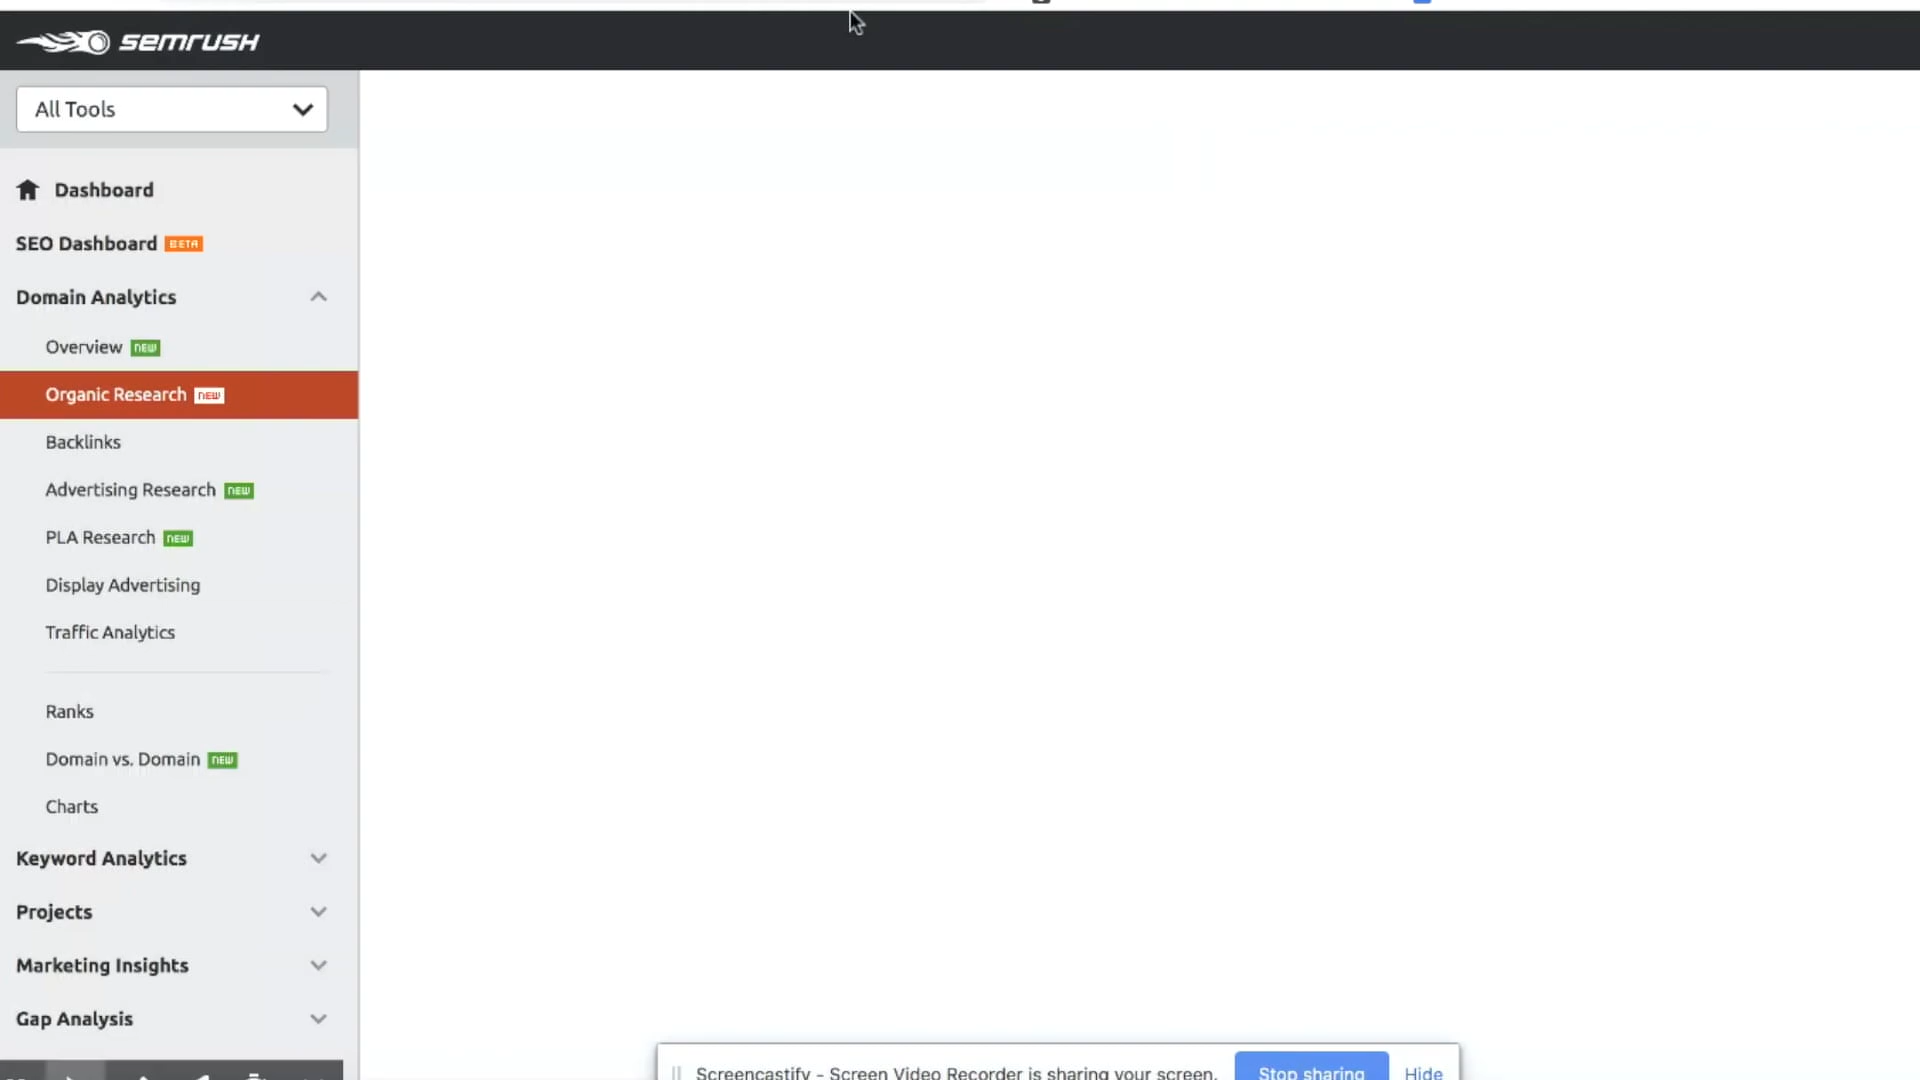 semrush
All Tools
Dashboard
SEO Dashboard BETA
Domain Analytics
Overview new
Organic Research new
Backlinks
Advertising Research new
PLA Research new
Display Advertising
Traffic Analytics
Ranks
Domain vs. Domain new
Charts
Keyword Analytics
Projects
Marketing Insights
Gap Analysis
Screencastify - Screen Video Recorder is sharing your screen. Stop sharing Hide